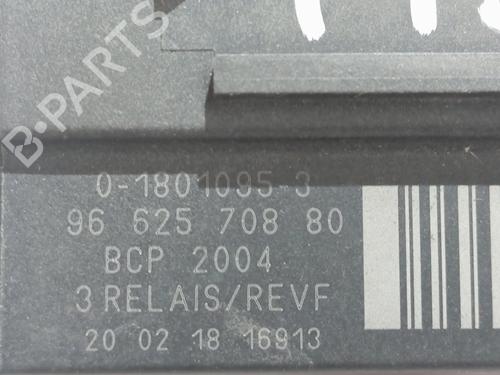 B-PARTS
0-1801095-3
96 625 708 80
BCP 2004
3 RELAIS/REVF
20 02 18 16913